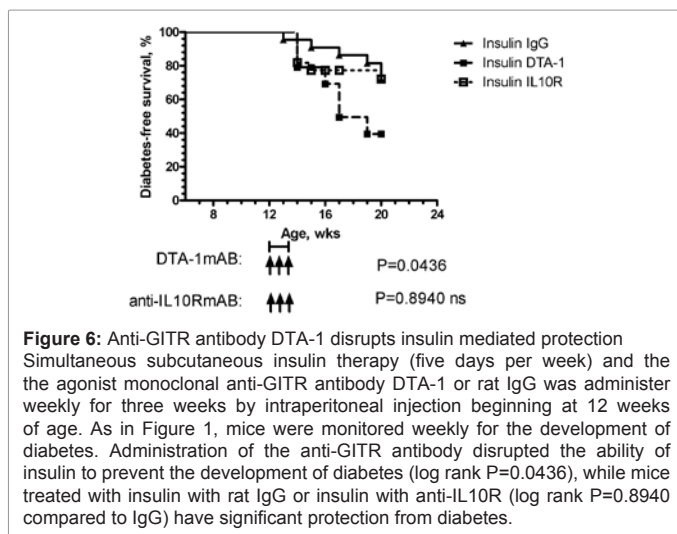 100
80
60
40
20
0
Diabetes-free survival, %
8 12 16 20 24
Age, wks
Insulin IgG
Insulin DTA-1
Insulin IL10R
DTA-1mAB: P=0.0436
anti-IL10RmAB: P=0.8940 ns
Figure 6: Anti-GITR antibody DTA-1 disrupts insulin mediated protection
Simultaneous subcutaneous insulin therapy (five days per week) and the
the agonist monoclonal anti-GITR antibody DTA-1 or rat IgG was administer
weekly for three weeks by intraperitoneal injection beginning at 12 weeks
of age. As in Figure 1, mice were monitored weekly for the development of
diabetes. Administration of the anti-GITR antibody disrupted the ability of
insulin to prevent the development of diabetes (log rank P=0.0436), while mice
treated with insulin with rat IgG or insulin with anti-IL10R (log rank P=0.8940
compared to IgG) have significant protection from diabetes.